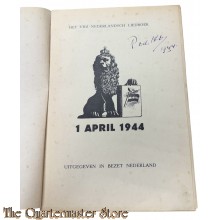 HET VRIJ NEDERLANDSCH LIEDBOEK
1 APRIL 1944
UITGEGEVEN IN BEZET NEDERLAND
The Quartermaster Store